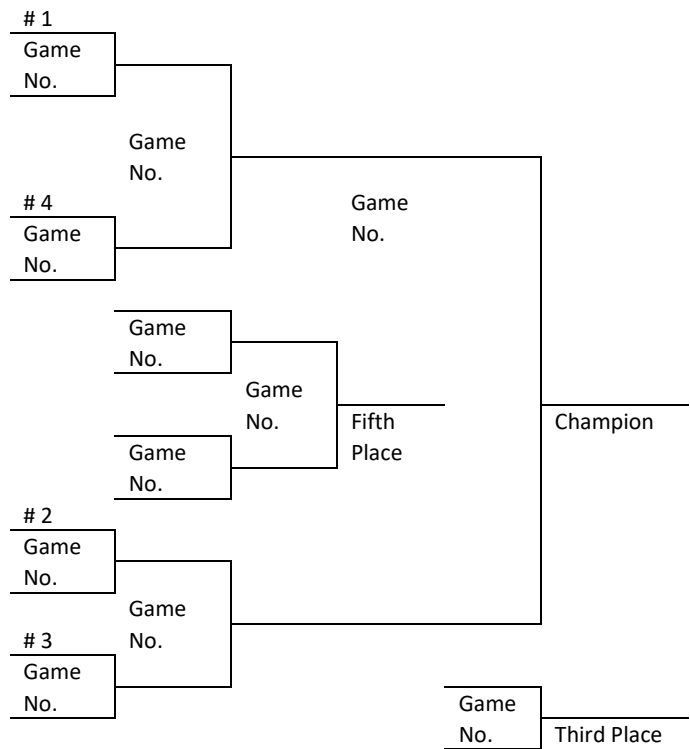 # 1
Game
No.
Game
No.
# 4
Game
Game
No.
No.
Game
No.
Game
No.
Fifth
Place
Champion
Game
No.
# 2
Game
No.
Game
No.
# 3
Game
No.
Game
No.
Third Place